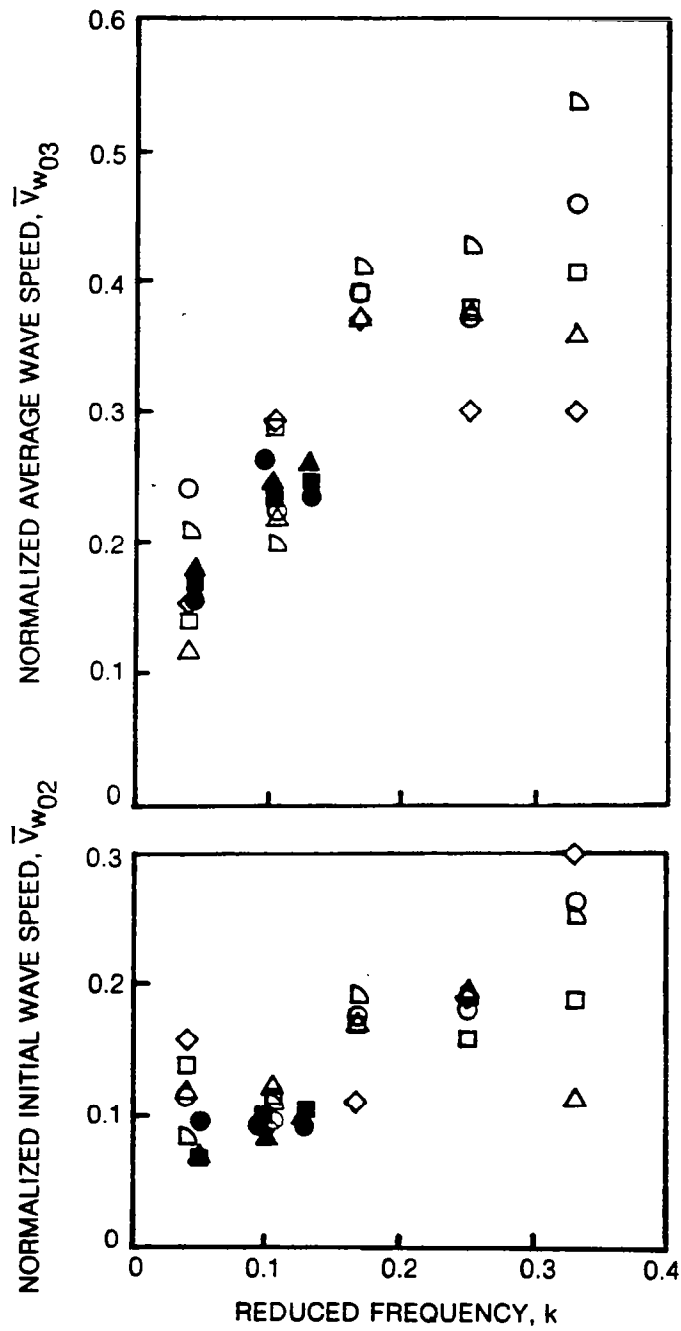 NORMALIZED AVERAGE WAVE SPEED, V̅w03
0.6
0.5
0.4
0.3
0.2
0.1
0
NORMALIZED INITIAL WAVE SPEED, V̅w02
0.3
0.2
0.1
0
0 0.1 0.2 0.3 0.4
REDUCED FREQUENCY, k